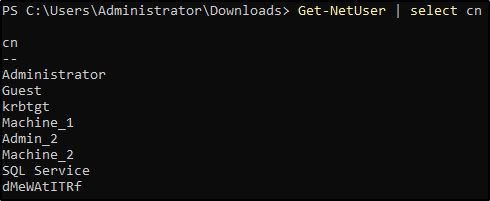 PS C:\Users\Administrator\Downloads> Get-NetUser | select cn
cn
--
Administrator
Guest
krbtgt
Machine_1
Admin_2
Machine_2
SQL Service
dMeWAtITRf